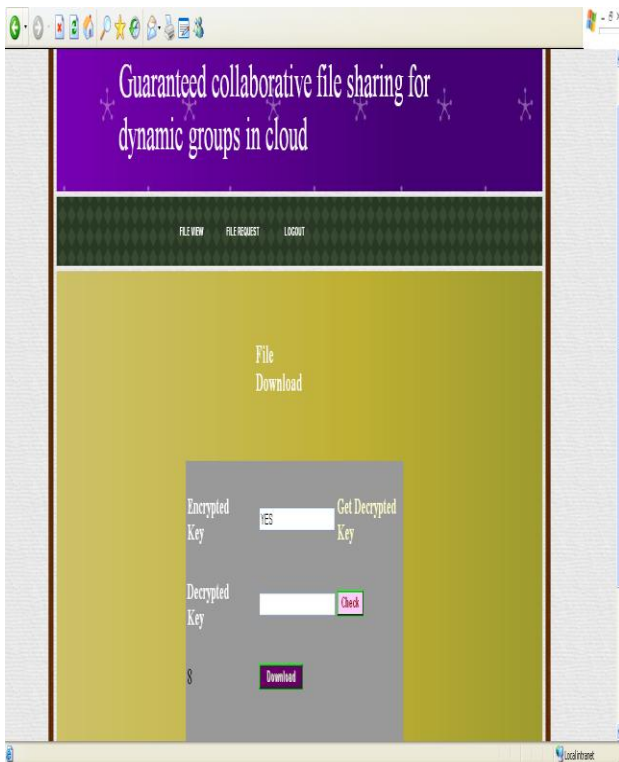 Guaranteed collaborative file sharing for
dynamic groups in cloud
FILE VIEW FILE REQUEST LOGOUT
File
Download
Encrypted
Key
YES
Get Decrypted
Key
Decrypted
Key
Check
8
Download
Local intranet